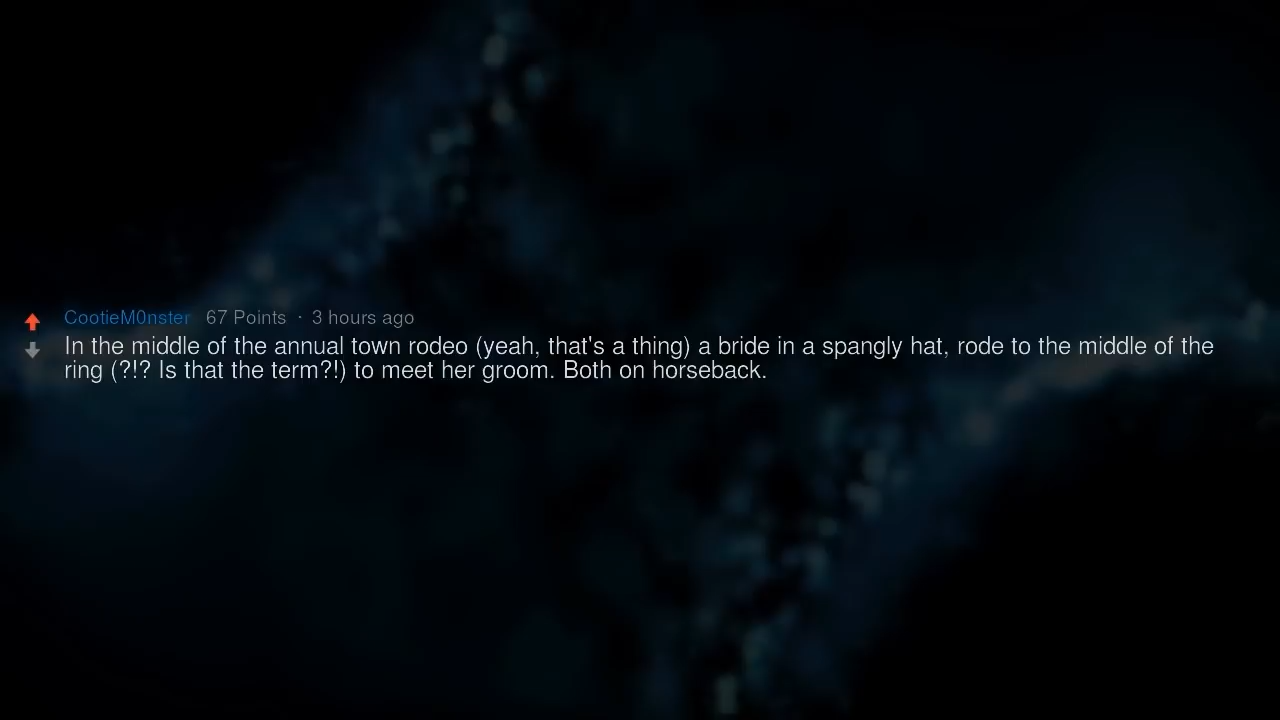 CootieM0nster 67 Points · 3 hours ago
In the middle of the annual town rodeo (yeah, that's a thing) a bride in a spangly hat, rode to the middle of the
ring (?!? Is that the term?!) to meet her groom. Both on horseback.